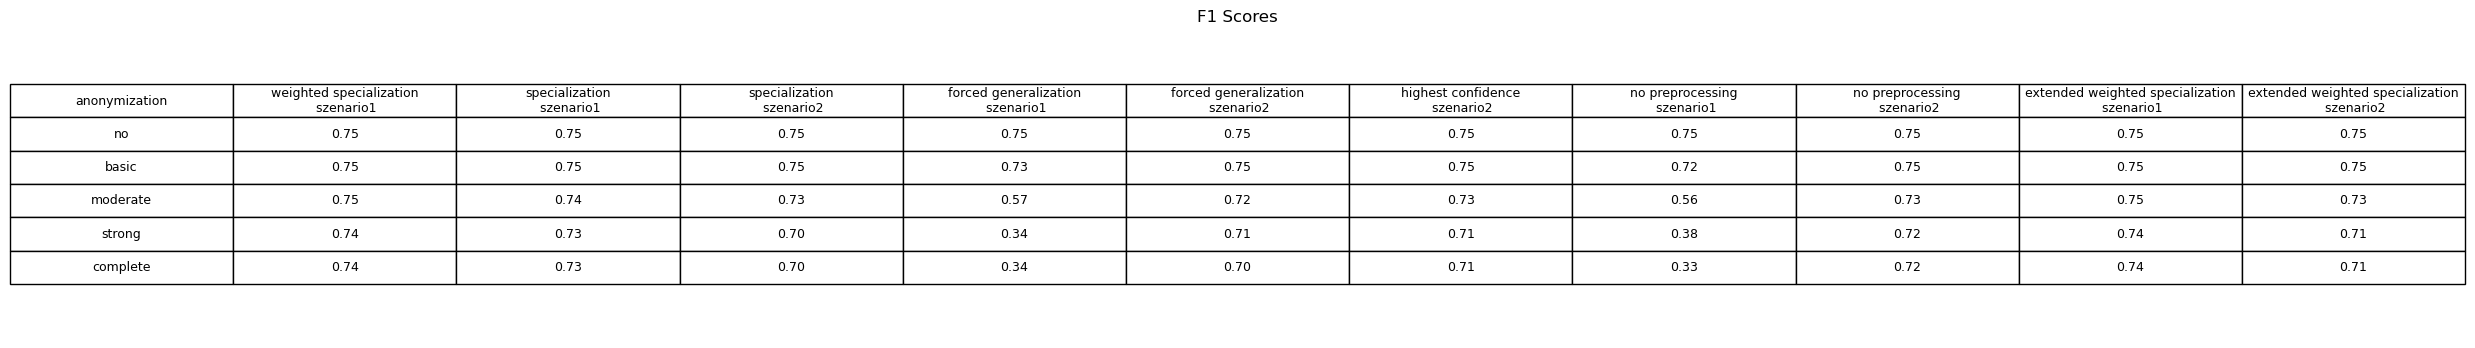 F1 Scores
anonymization | weighted specialization szenario1 | specialization szenario1 | specialization szenario2 | forced generalization szenario1 | forced generalization szenario2 | highest confidence szenario2 | no preprocessing szenario1 | no preprocessing szenario2 | extended weighted specialization szenario1 | extended weighted specialization szenario2
no | 0.75 | 0.75 | 0.75 | 0.75 | 0.75 | 0.75 | 0.75 | 0.75 | 0.75 | 0.75
basic | 0.75 | 0.75 | 0.75 | 0.73 | 0.75 | 0.75 | 0.72 | 0.75 | 0.75 | 0.75
moderate | 0.75 | 0.74 | 0.73 | 0.57 | 0.72 | 0.73 | 0.56 | 0.73 | 0.75 | 0.73
strong | 0.74 | 0.73 | 0.70 | 0.34 | 0.71 | 0.71 | 0.38 | 0.72 | 0.74 | 0.71
complete | 0.74 | 0.73 | 0.70 | 0.34 | 0.70 | 0.71 | 0.33 | 0.72 | 0.74 | 0.71